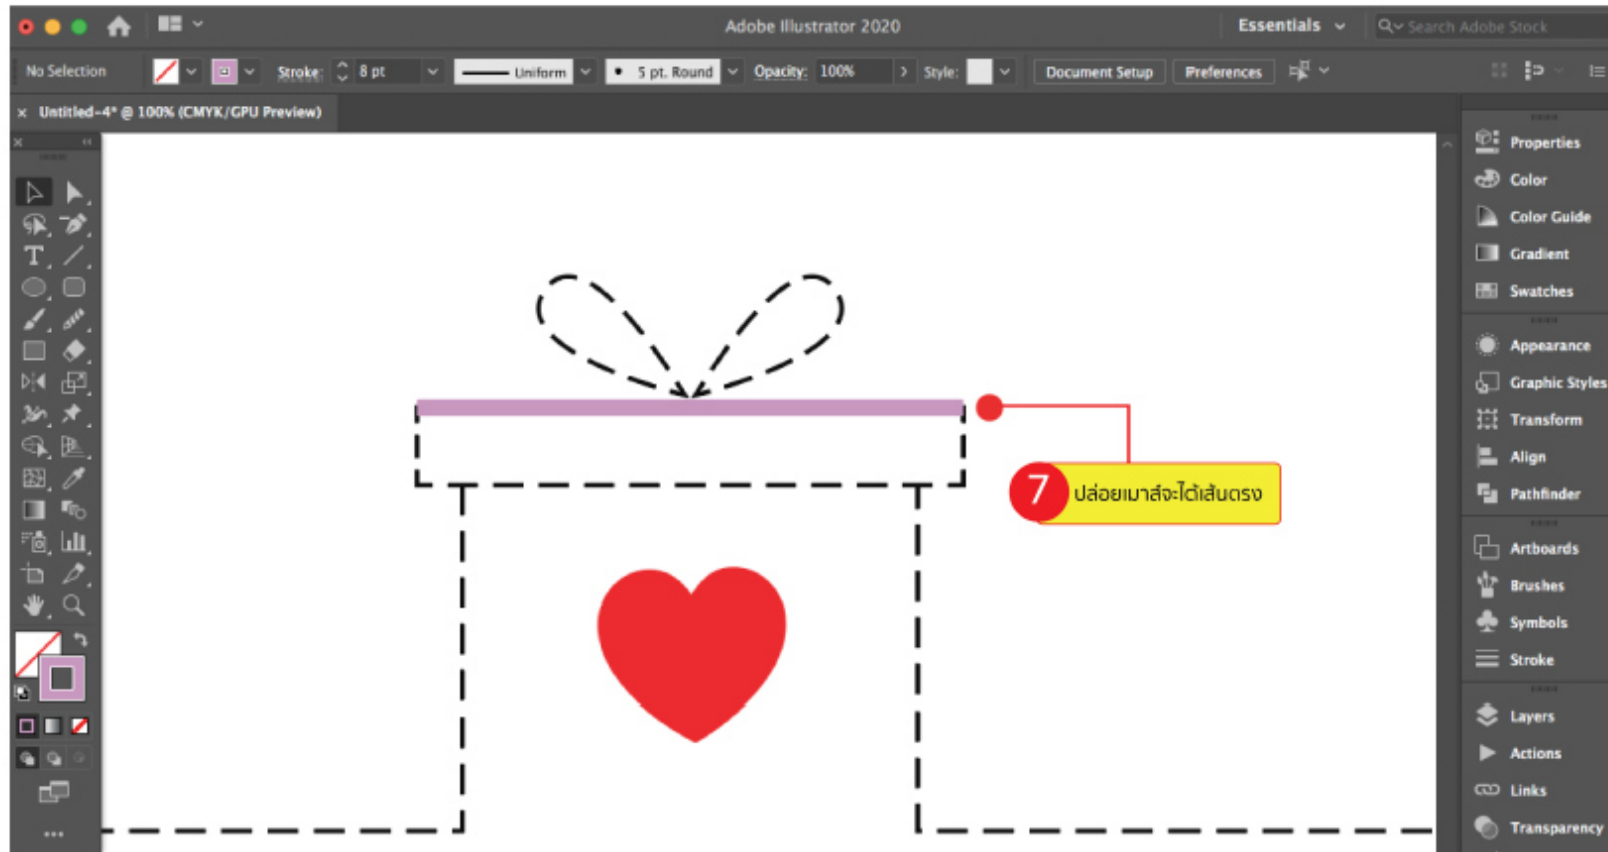 Adobe Illustrator 2020
Essentials
Search Adobe Stock
No Selection
Stroke: 8 pt
Uniform
5 pt. Round
Opacity: 100%
Style:
Document Setup
Preferences
Untitled-4* @ 100% (CMYK/GPU Preview)
Properties
Color
Color Guide
Gradient
Swatches
Appearance
Graphic Styles
Transform
Align
Pathfinder
Artboards
Brushes
Symbols
Stroke
Layers
Actions
Links
Transparency
7 ปล่อยเมาส์จะได้เส้นตรง